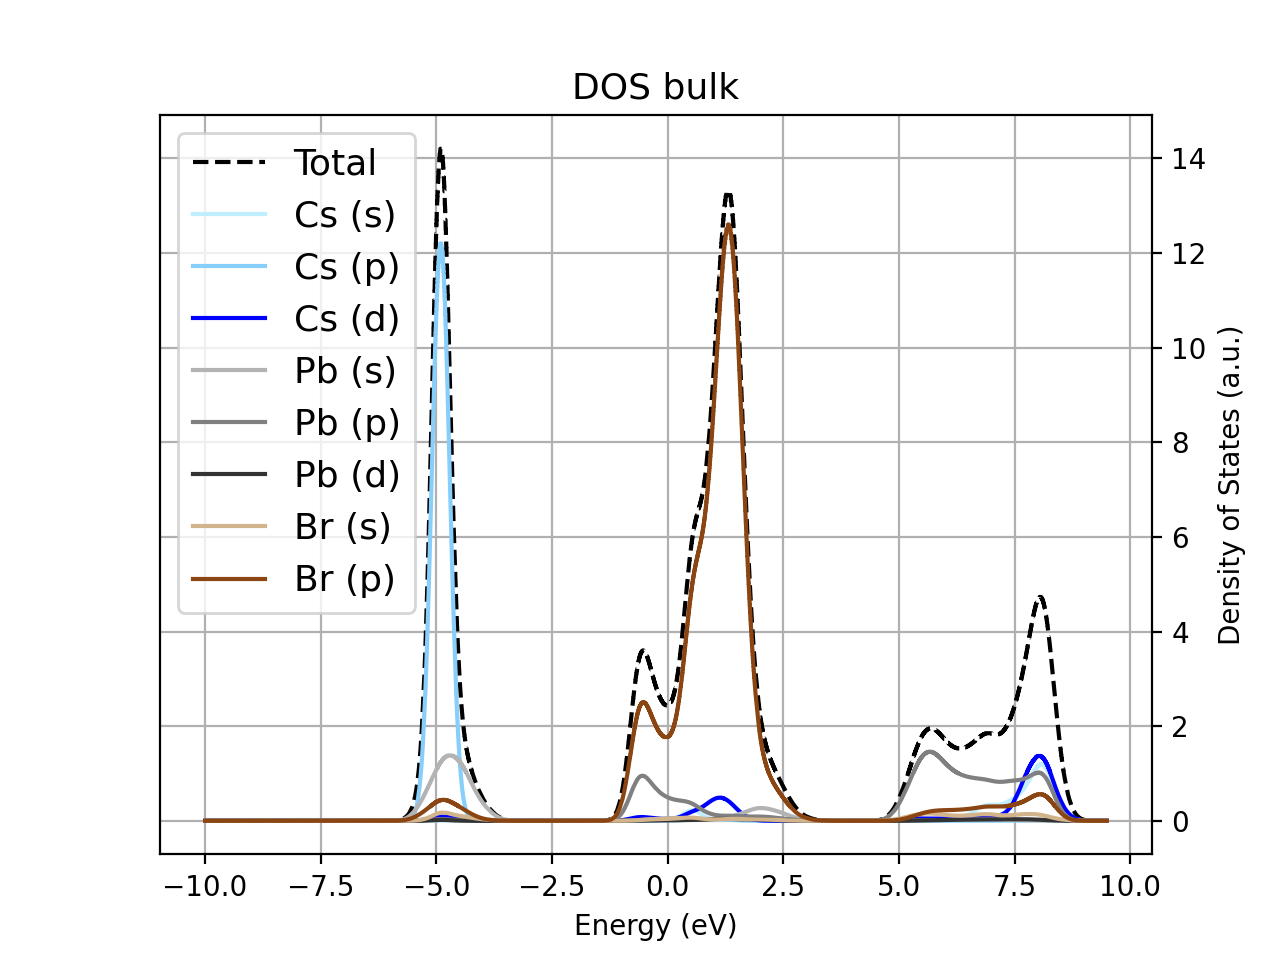 DOS bulk
Total
Cs (s)
Cs (p)
Cs (d)
Pb (s)
Pb (p)
Pb (d)
Br (s)
Br (p)
14
12
10
8
6
4
2
0
Density of States (a.u.)
−10.0 −7.5 −5.0 −2.5 0.0 2.5 5.0 7.5 10.0
Energy (eV)